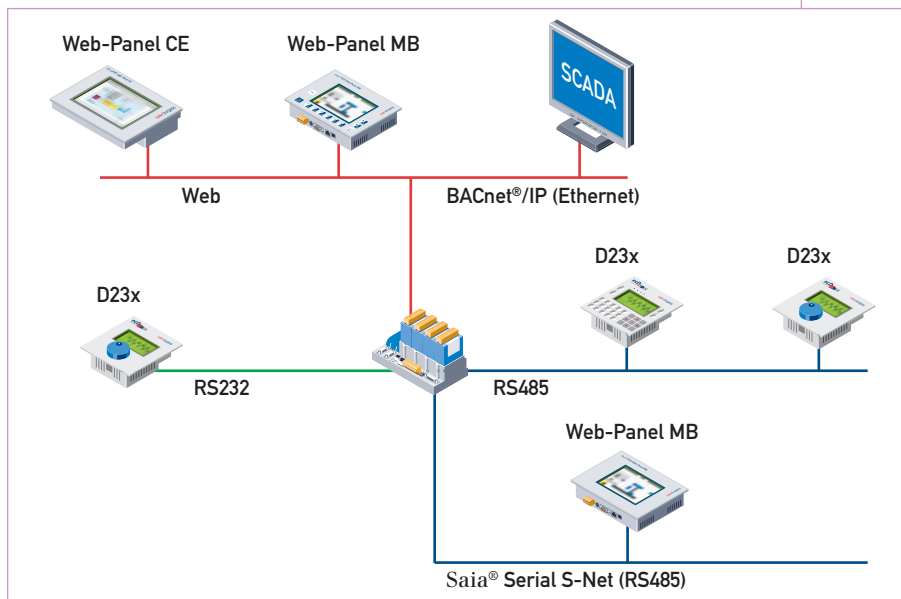 Web-Panel CE
Web-Panel MB
SCADA
Web
BACnet®/IP (Ethernet)
D23x
D23x
D23x
RS232
RS485
Web-Panel MB
Saia® Serial S-Net (RS485)